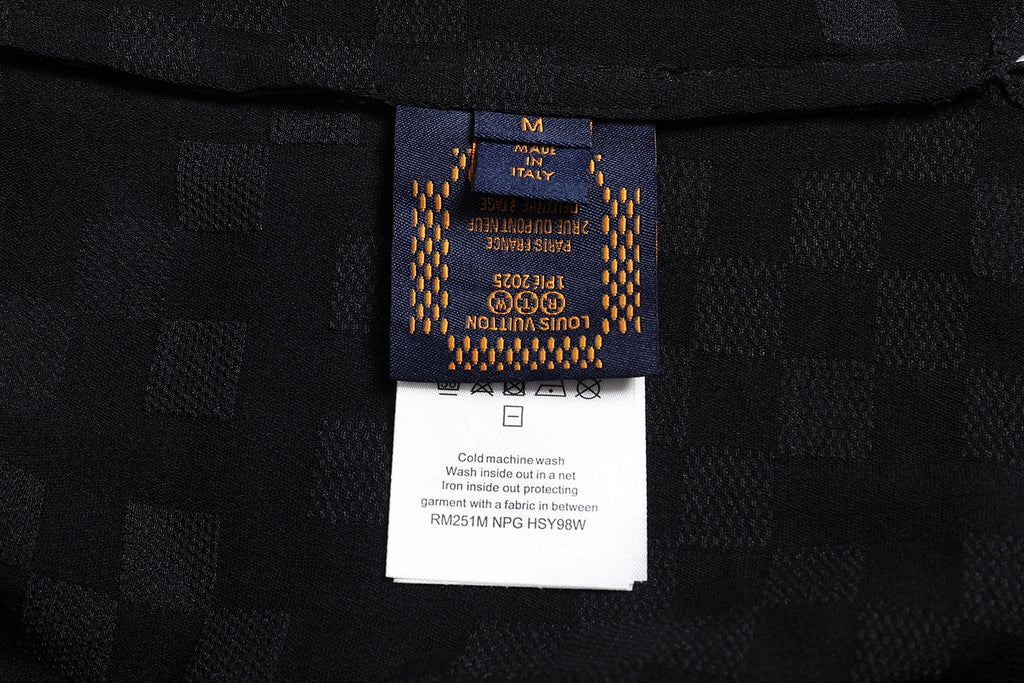 M
MADE
IN
ITALY
LOUIS VUITTON
R T W
1PIÉ2025
PARIS FRANCE
2 RUE DU PONT NEUF
Cold machine wash
Wash inside out in a net
Iron inside out protecting
garment with a fabric in between
RM251M NPG HSY98W